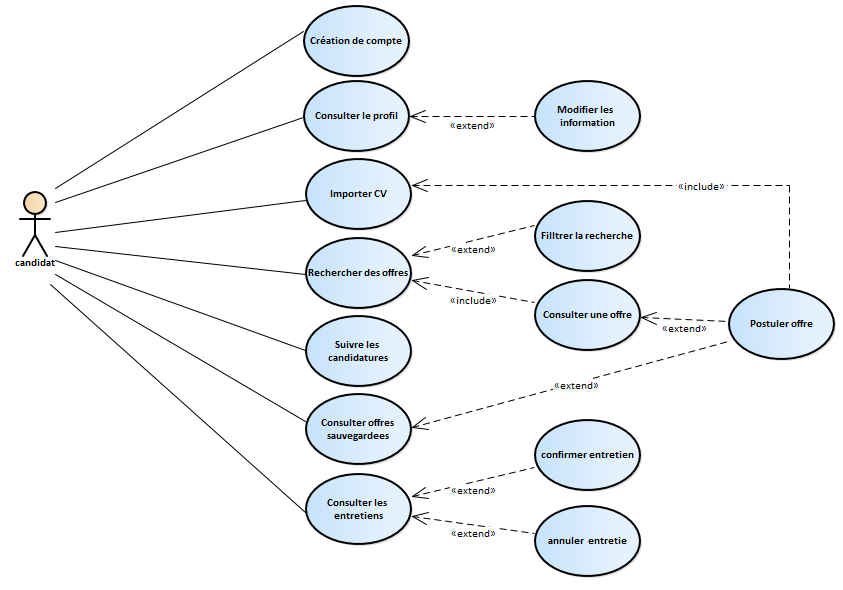 Création de compte
Consulter le profil
«extend»
Modifier les
information
Importer CV
«include»
candidat
Rechercher des offres
«extend»
Filltrer la recherche
«include»
Consulter une offre
«extend»
Postuler offre
Suivre les
candidatures
«extend»
Consulter offres
sauvegardees
Consulter les
entretiens
«extend»
confirmer entretien
«extend»
annuler  entretie